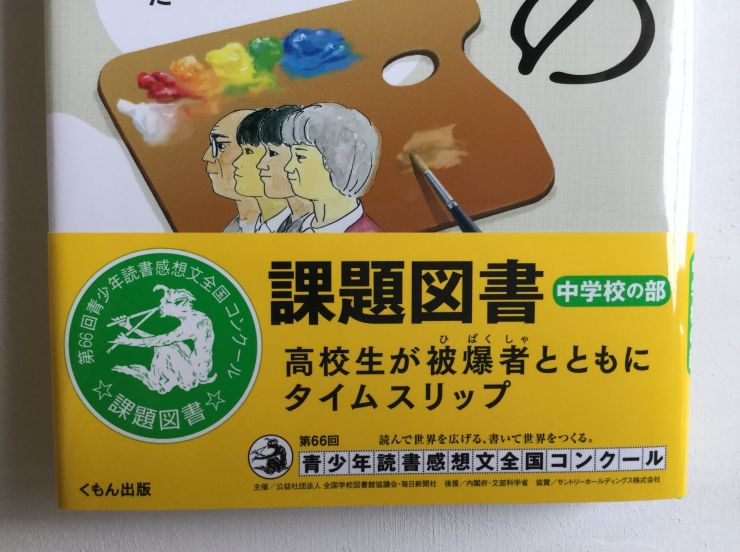 の
た
第66回青少年読書感想文全国コンクール
☆課題図書☆
課題図書 中学校の部
高校生が被爆者とともに
ひばくしゃ
タイムスリップ
第66回 読んで世界を広げる、書いて世界をつくる。
青少年読書感想文全国コンクール
主催/公益社団法人 全国学校図書館協議会・毎日新聞社 後援/内閣府・文部科学省 協賛/サントリーホールディングス株式会社
くもん出版